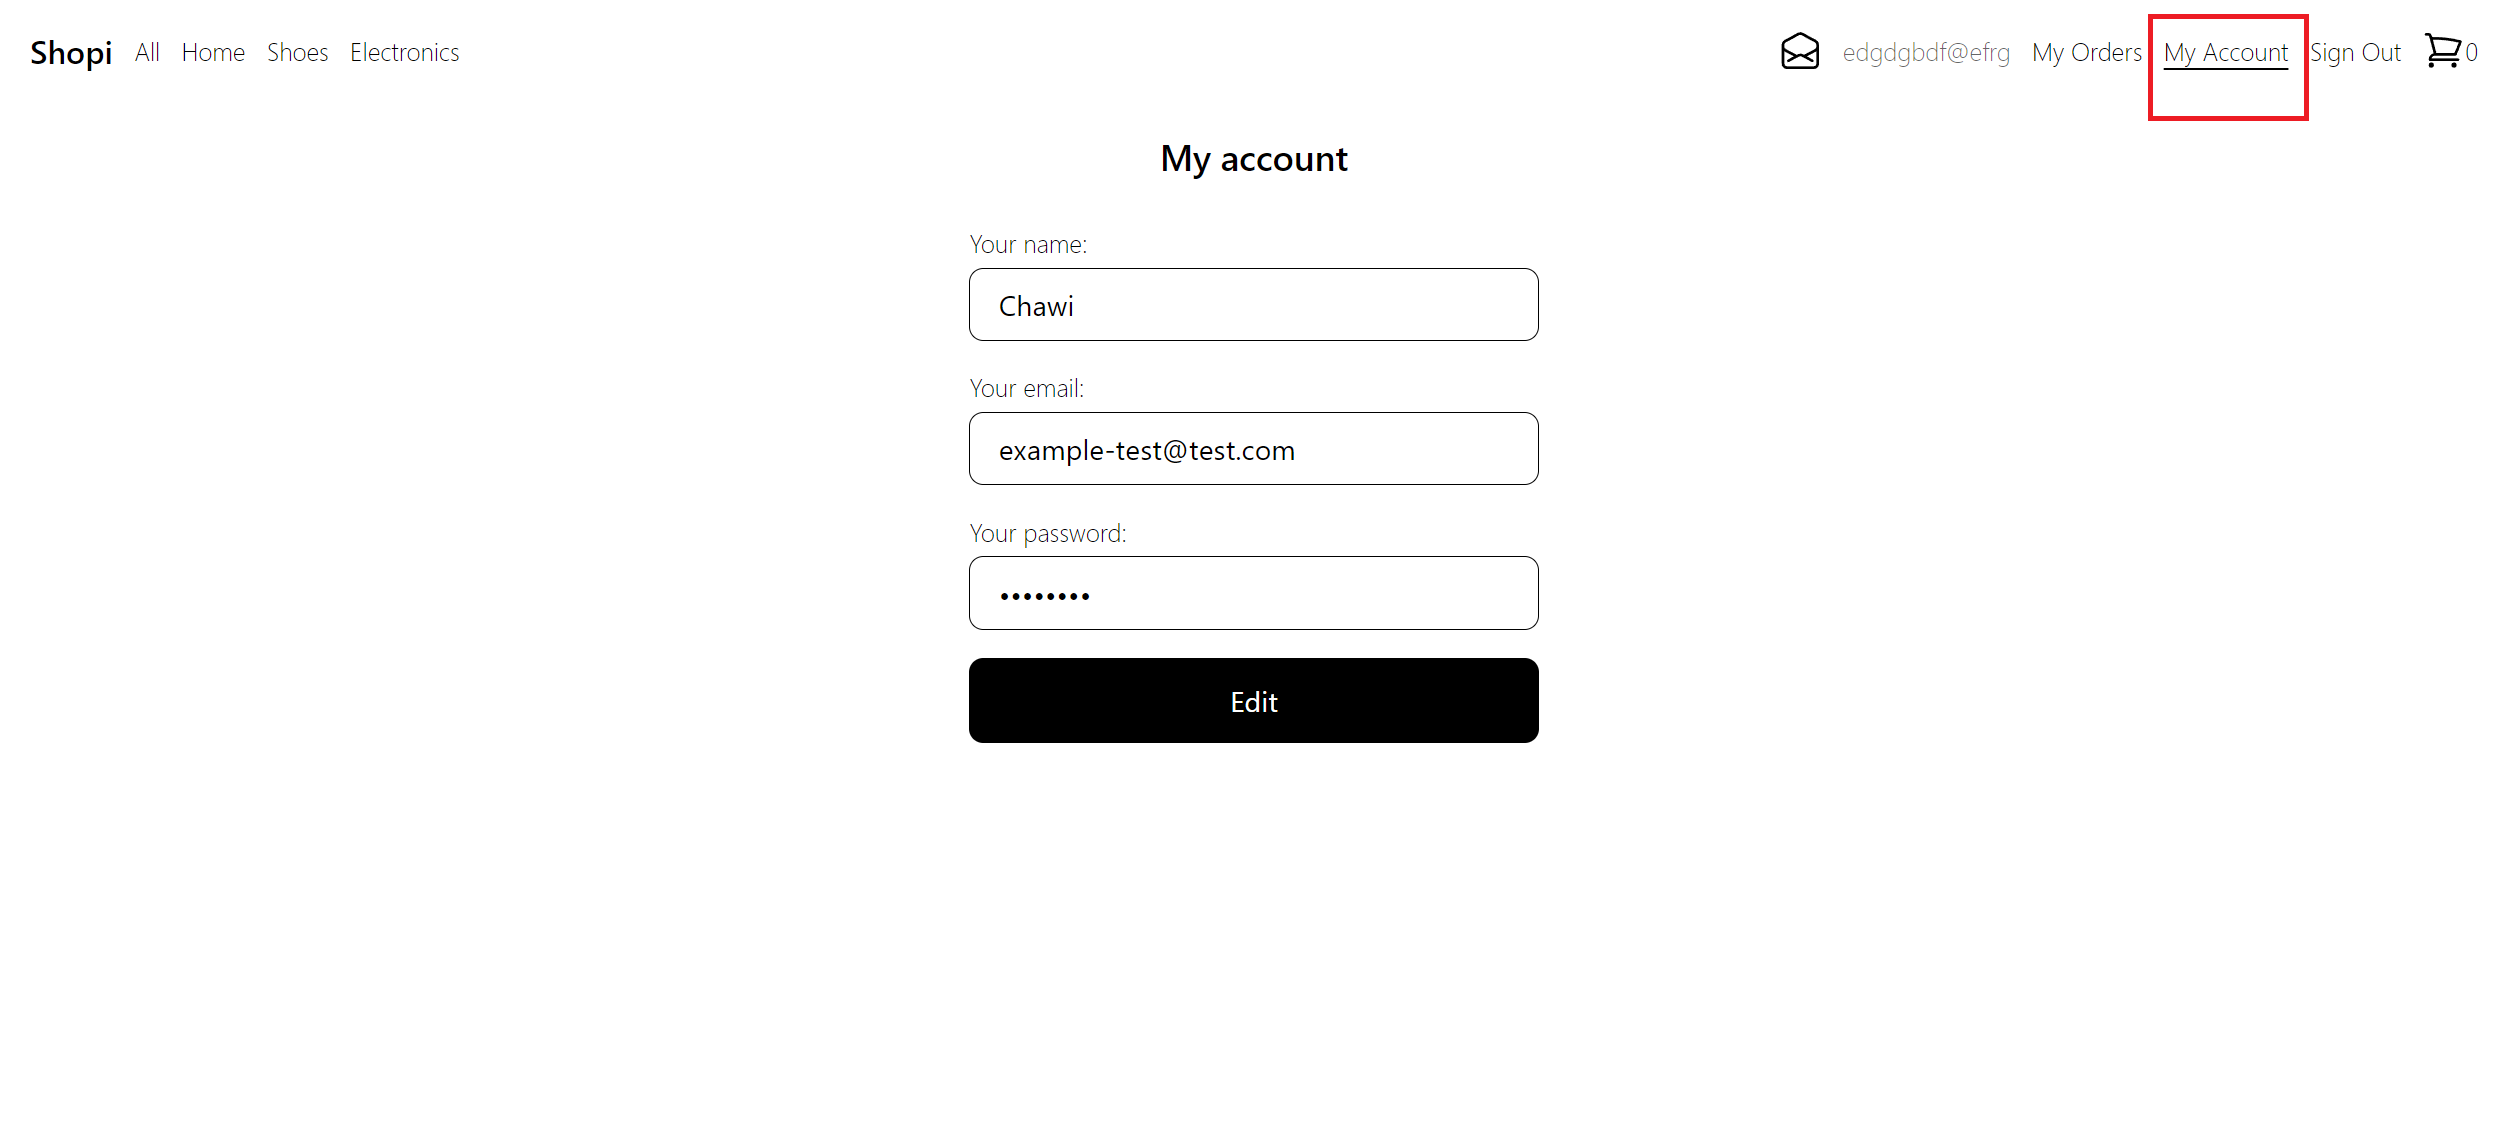 Shopi All Home Shoes Electronics edgdgbdf@efrg My Orders My Account Sign Out 0
My account
Your name:
Chawi
Your email:
example-test@test.com
Your password:
••••••••
Edit